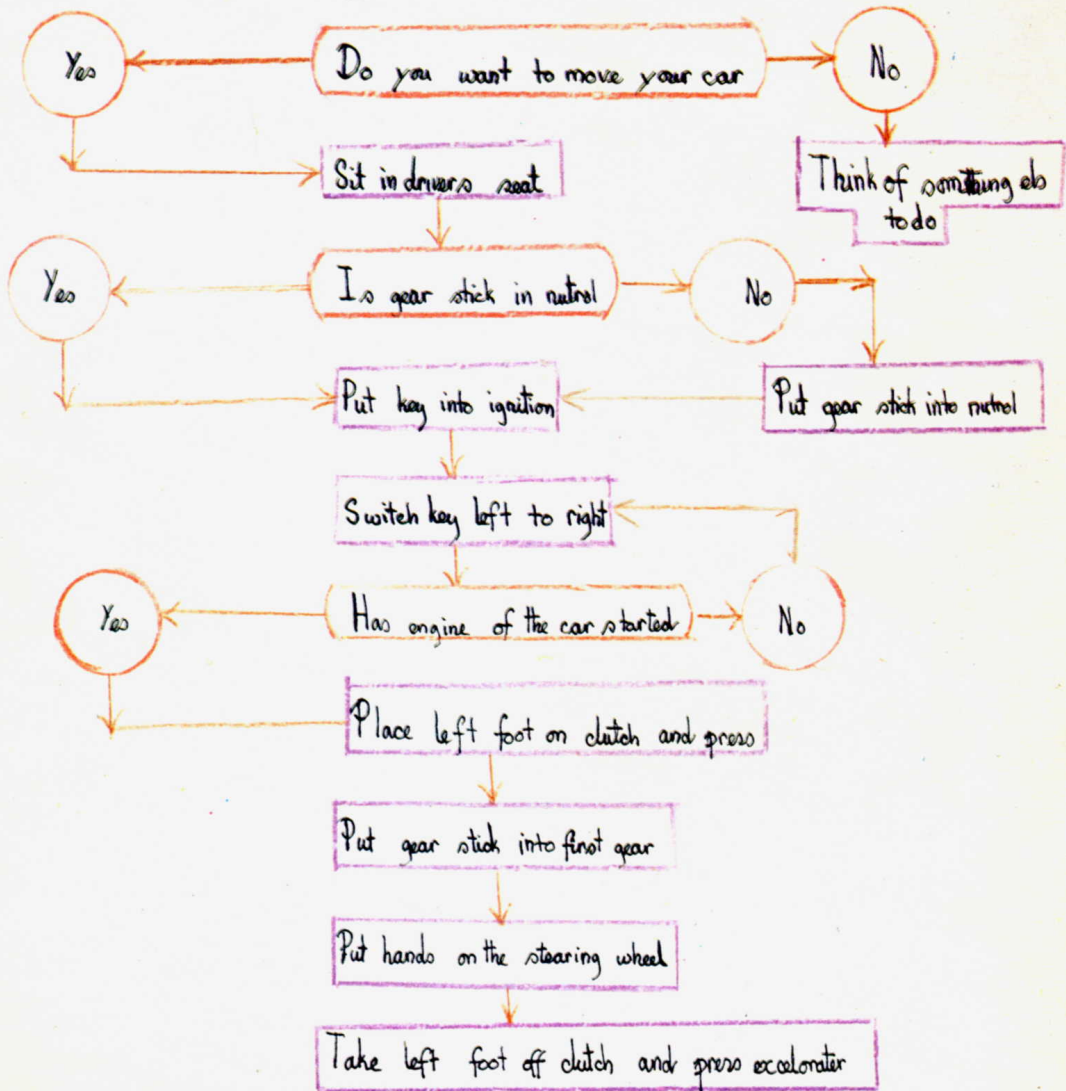 Yes
Do you want to move your car
No
Sit in drivers seat
Think of somthing els
to do
Yes
Is gear stick in nutrol
No
Put key into ignition
Put gear stick into nutrol
Switch key left to right
Yes
Has engine of the car started
No
Place left foot on clutch and press
Put gear stick into first gear
Put hands on the stearing wheel
Take left foot off clutch and press excelorater